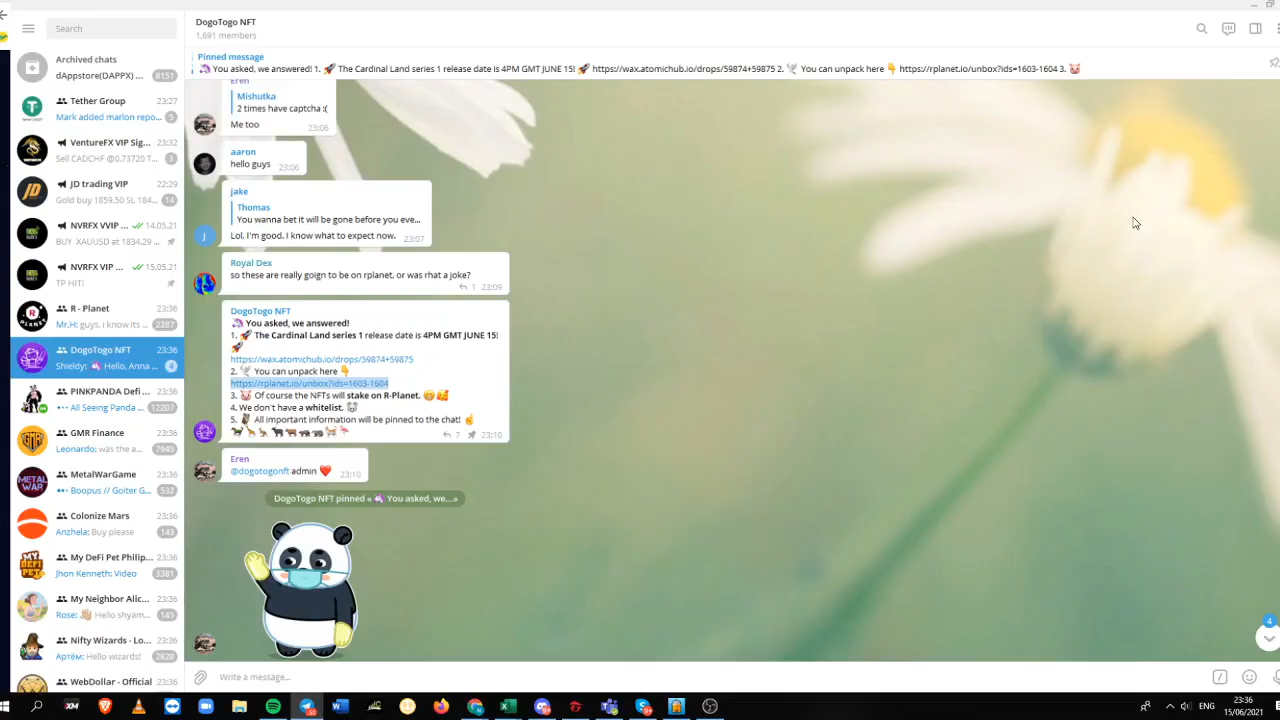 Search
Archived chats
dAppstore(DAPPX) ...
8151
Tether Group
23:27
Mark added marlon repo...
5
VentureFX VIP Sig...
23:32
Sell CADCHF @0,73720 T...
3
JD trading VIP
22:29
Gold buy 1859.50 SL 184...
14
NVRFX VVIP ...
14.05.21
BUY XAUUSD at 1834.29 ...
NVRFX VIP ...
15.05.21
TP HIT!
R - Planet
23:36
Mr.H: guys, i know its ...
2287
DogoTogo NFT
23:36
Shieldy: Hello, Anna ...
4
PINKPANDA Defi ...
23:36
All Seeing Panda ...
12207
GMR Finance
23:36
Leonardo: was the a...
7945
MetalWarGame
23:36
Boopus // Goiter G...
532
Colonize Mars
23:36
Anzhela: Buy please
143
My DeFi Pet Philip...
23:36
Jhon Kenneth: Video
3381
My Neighbor Alic...
23:36
Rose: Hello shyam...
149
Nifty Wizards - Lo...
23:36
Артём: Hello wizards!
2828
WebDollar - Official
23:36
DogoTogo NFT
1,691 members
Pinned message
You asked, we answered! 1. The Cardinal Land series 1 release date is 4PM GMT JUNE 15! https://wax.atomichub.io/drops/59874+59875 2. You can unpack here https://rplanet.io/unbox?ids=1603-1604 3.
Eren
Mishutka
2 times have captcha :(
Me too
23:06
aaron
hello guys
23:06
jake
Thomas
You wanna bet it will be gone before you eve...
Lol, I'm good. I know what to expect now.
23:07
Royal Dex
so these are really goign to be on rplanet, or was rhat a joke?
1 23:09
DogoTogo NFT
You asked, we answered!
1. The Cardinal Land series 1 release date is 4PM GMT JUNE 15!
https://wax.atomichub.io/drops/59874+59875
2. You can unpack here
https://rplanet.io/unbox?ids=1603-1604
3. Of course the NFTs will stake on R-Planet.
4. We don't have a whitelist.
5. All important information will be pinned to the chat!
7 23:10
Eren
@dogotogonft admin
23:10
DogoTogo NFT pinned « You asked, we...»
4
Write a message...
ENG
23:36
15/06/2021